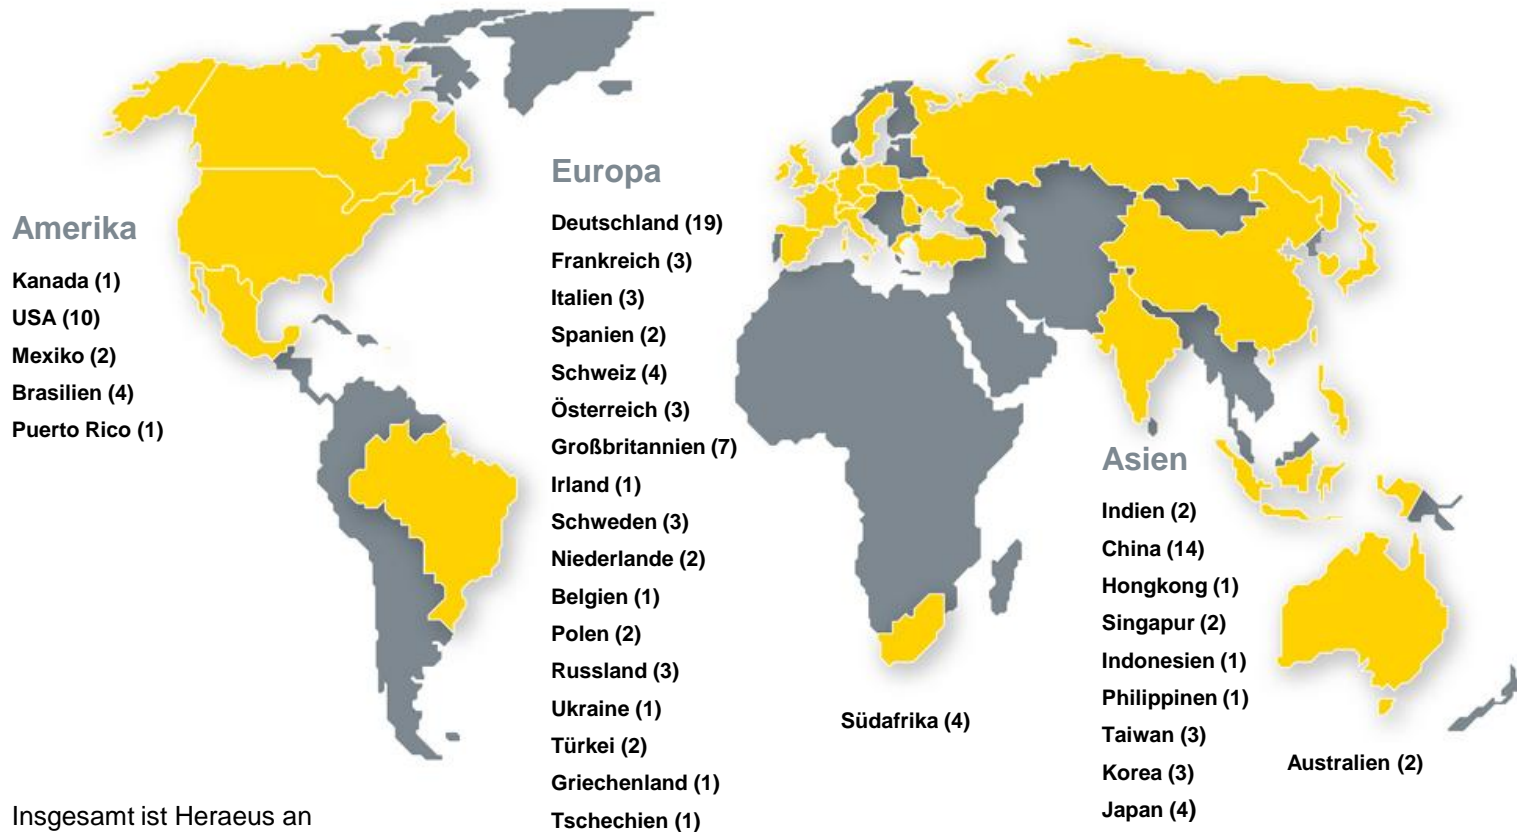 Amerika
Kanada (1)
USA (10)
Mexiko (2)
Brasilien (4)
Puerto Rico (1)
Europa
Deutschland (19)
Frankreich (3)
Italien (3)
Spanien (2)
Schweiz (4)
Österreich (3)
Großbritannien (7)
Irland (1)
Schweden (3)
Niederlande (2)
Belgien (1)
Polen (2)
Russland (3)
Ukraine (1)
Türkei (2)
Griechenland (1)
Tschechien (1)
Südafrika (4)
Asien
Indien (2)
China (14)
Hongkong (1)
Singapur (2)
Indonesien (1)
Philippinen (1)
Taiwan (3)
Korea (3)
Japan (4)
Australien (2)
Insgesamt ist Heraeus an